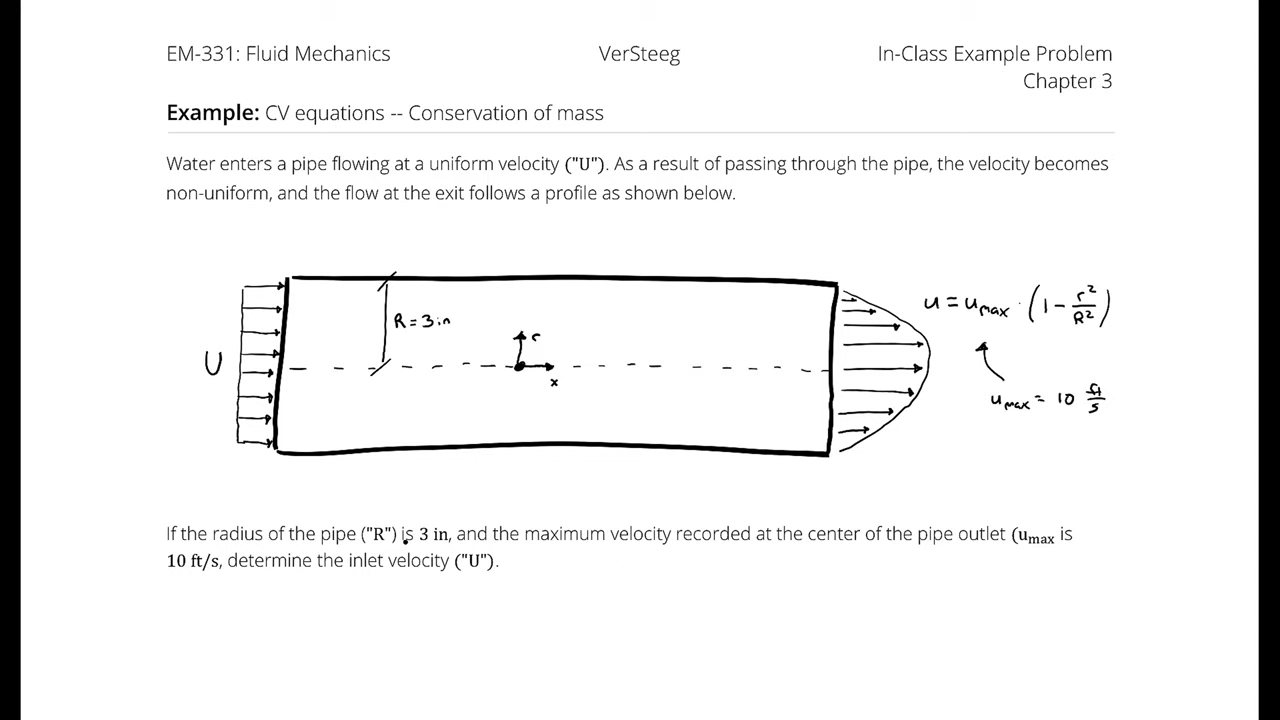 EM-331: Fluid Mechanics VerSteeg In-Class Example Problem
Chapter 3
Example: CV equations -- Conservation of mass
Water enters a pipe flowing at a uniform velocity ("U"). As a result of passing through the pipe, the velocity becomes
non-uniform, and the flow at the exit follows a profile as shown below.
u = umax · (1 - r²/R²)
R = 3 in
r
U
x
umax = 10 ft/s
If the radius of the pipe ("R") is 3 in, and the maximum velocity recorded at the center of the pipe outlet (umax is
10 ft/s, determine the inlet velocity ("U").